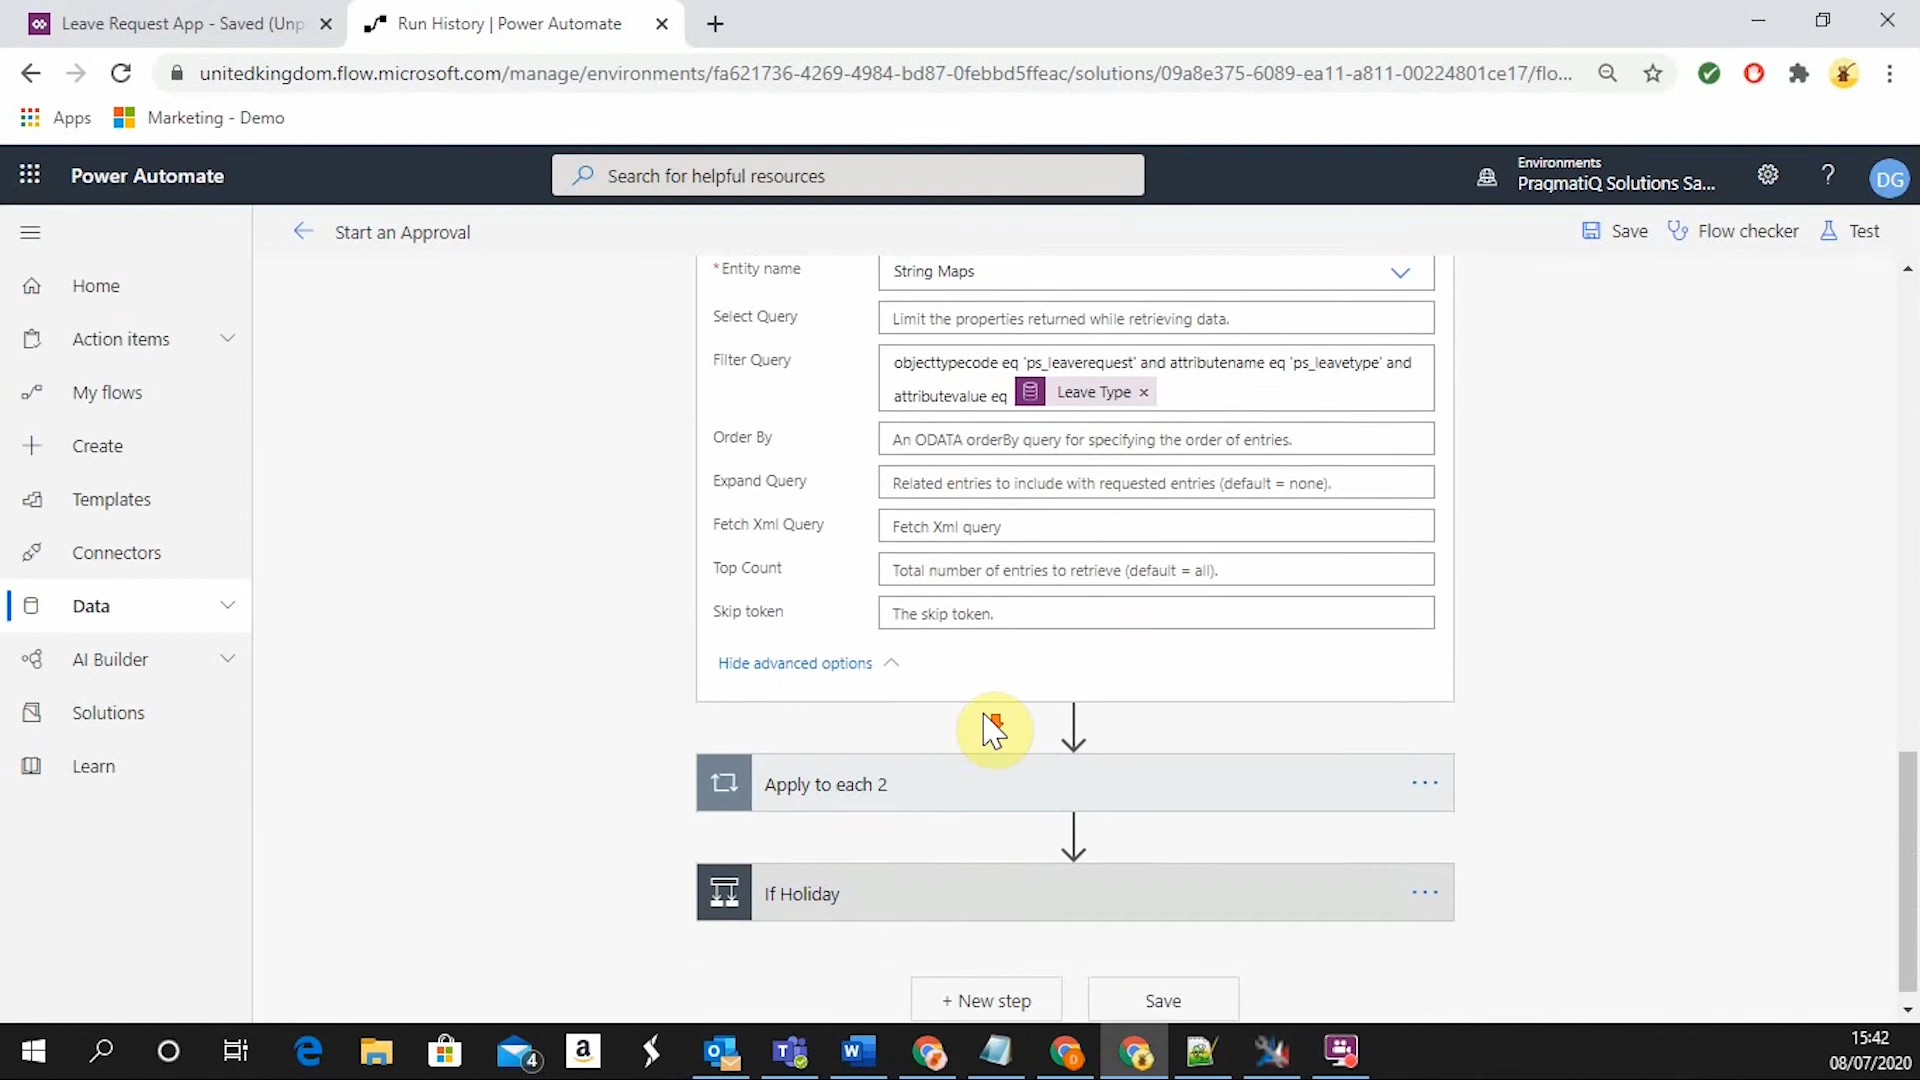 Leave Request App - Saved (Unp
Run History | Power Automate
unitedkingdom.flow.microsoft.com/manage/environments/fa621736-4269-4984-bd87-0febbd5ffeac/solutions/09a8e375-6089-ea11-a811-00224801ce17/flo...
Apps
Marketing - Demo
Power Automate
Search for helpful resources
Environments
PragmatiQ Solutions Sa...
?
DG
Start an Approval
Save
Flow checker
Test
Home
Action items
My flows
Create
Templates
Connectors
Data
AI Builder
Solutions
Learn
*Entity name
String Maps
Select Query
Limit the properties returned while retrieving data.
Filter Query
objecttypecode eq 'ps_leaverequest' and attributename eq 'ps_leavetype' and
attributevalue eq Leave Type ×
Order By
An ODATA orderBy query for specifying the order of entries.
Expand Query
Related entries to include with requested entries (default = none).
Fetch Xml Query
Fetch Xml query
Top Count
Total number of entries to retrieve (default = all).
Skip token
The skip token.
Hide advanced options
Apply to each 2
...
If Holiday
...
+ New step
Save
4
15:42
08/07/2020